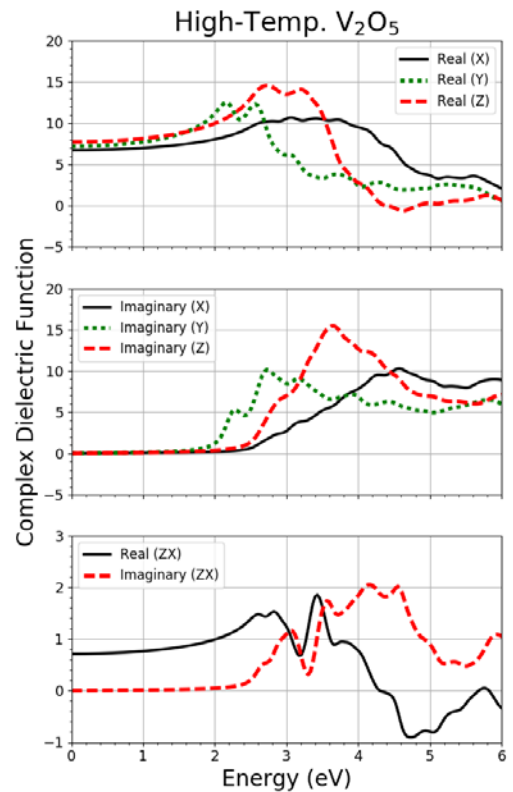 High-Temp. V₂O₅
20
15
10
5
0
−5
Real (X)
Real (Y)
Real (Z)
Complex Dielectric Function
20
15
10
5
0
−5
Imaginary (X)
Imaginary (Y)
Imaginary (Z)
3
2
1
0
−1
Real (ZX)
Imaginary (ZX)
0 1 2 3 4 5 6
Energy (eV)